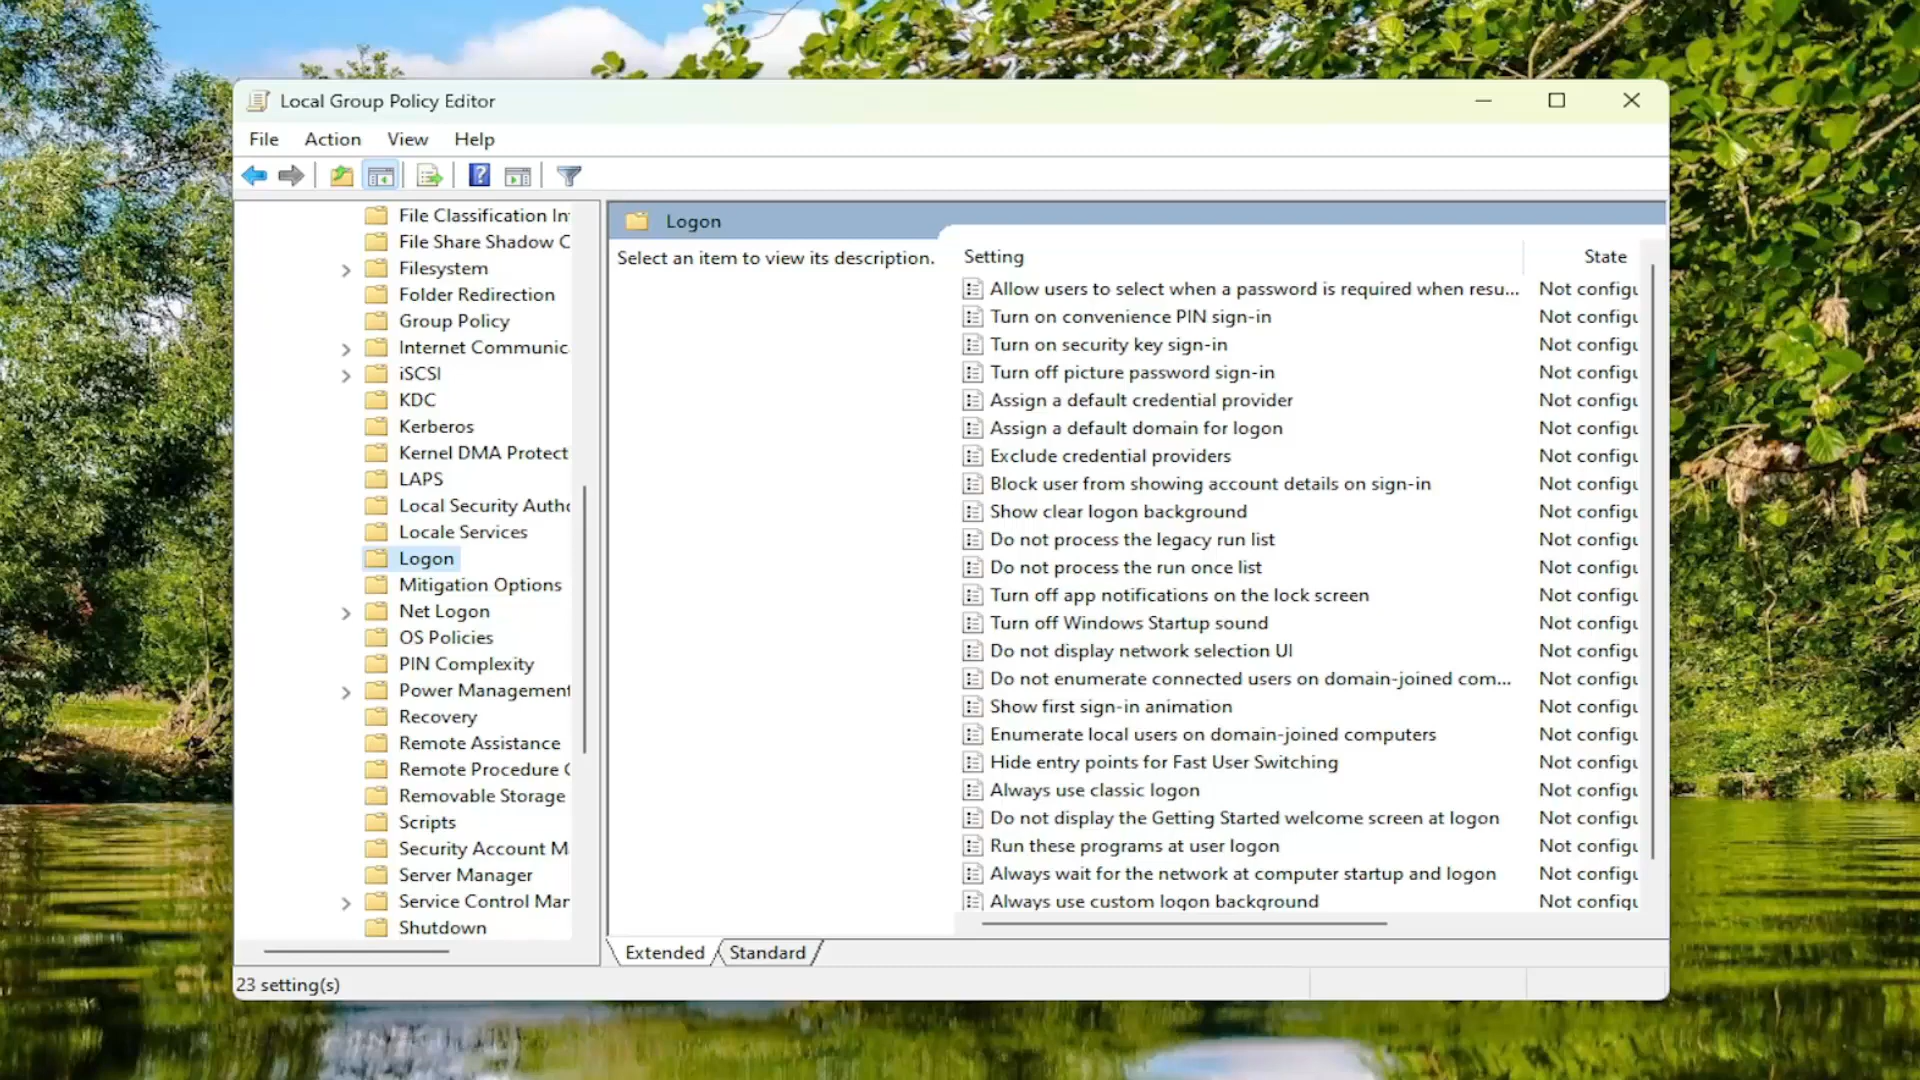 Local Group Policy Editor
File Action View Help
File Classification In
File Share Shadow C
Filesystem
Folder Redirection
Group Policy
Internet Communic
iSCSI
KDC
Kerberos
Kernel DMA Protect
LAPS
Local Security Autho
Locale Services
Logon
Mitigation Options
Net Logon
OS Policies
PIN Complexity
Power Management
Recovery
Remote Assistance
Remote Procedure C
Removable Storage
Scripts
Security Account M
Server Manager
Service Control Man
Shutdown
Logon
Select an item to view its description.
Setting State
Allow users to select when a password is required when resu... Not configu
Turn on convenience PIN sign-in Not configu
Turn on security key sign-in Not configu
Turn off picture password sign-in Not configu
Assign a default credential provider Not configu
Assign a default domain for logon Not configu
Exclude credential providers Not configu
Block user from showing account details on sign-in Not configu
Show clear logon background Not configu
Do not process the legacy run list Not configu
Do not process the run once list Not configu
Turn off app notifications on the lock screen Not configu
Turn off Windows Startup sound Not configu
Do not display network selection UI Not configu
Do not enumerate connected users on domain-joined com... Not configu
Show first sign-in animation Not configu
Enumerate local users on domain-joined computers Not configu
Hide entry points for Fast User Switching Not configu
Always use classic logon Not configu
Do not display the Getting Started welcome screen at logon Not configu
Run these programs at user logon Not configu
Always wait for the network at computer startup and logon Not configu
Always use custom logon background Not configu
Extended Standard
23 setting(s)